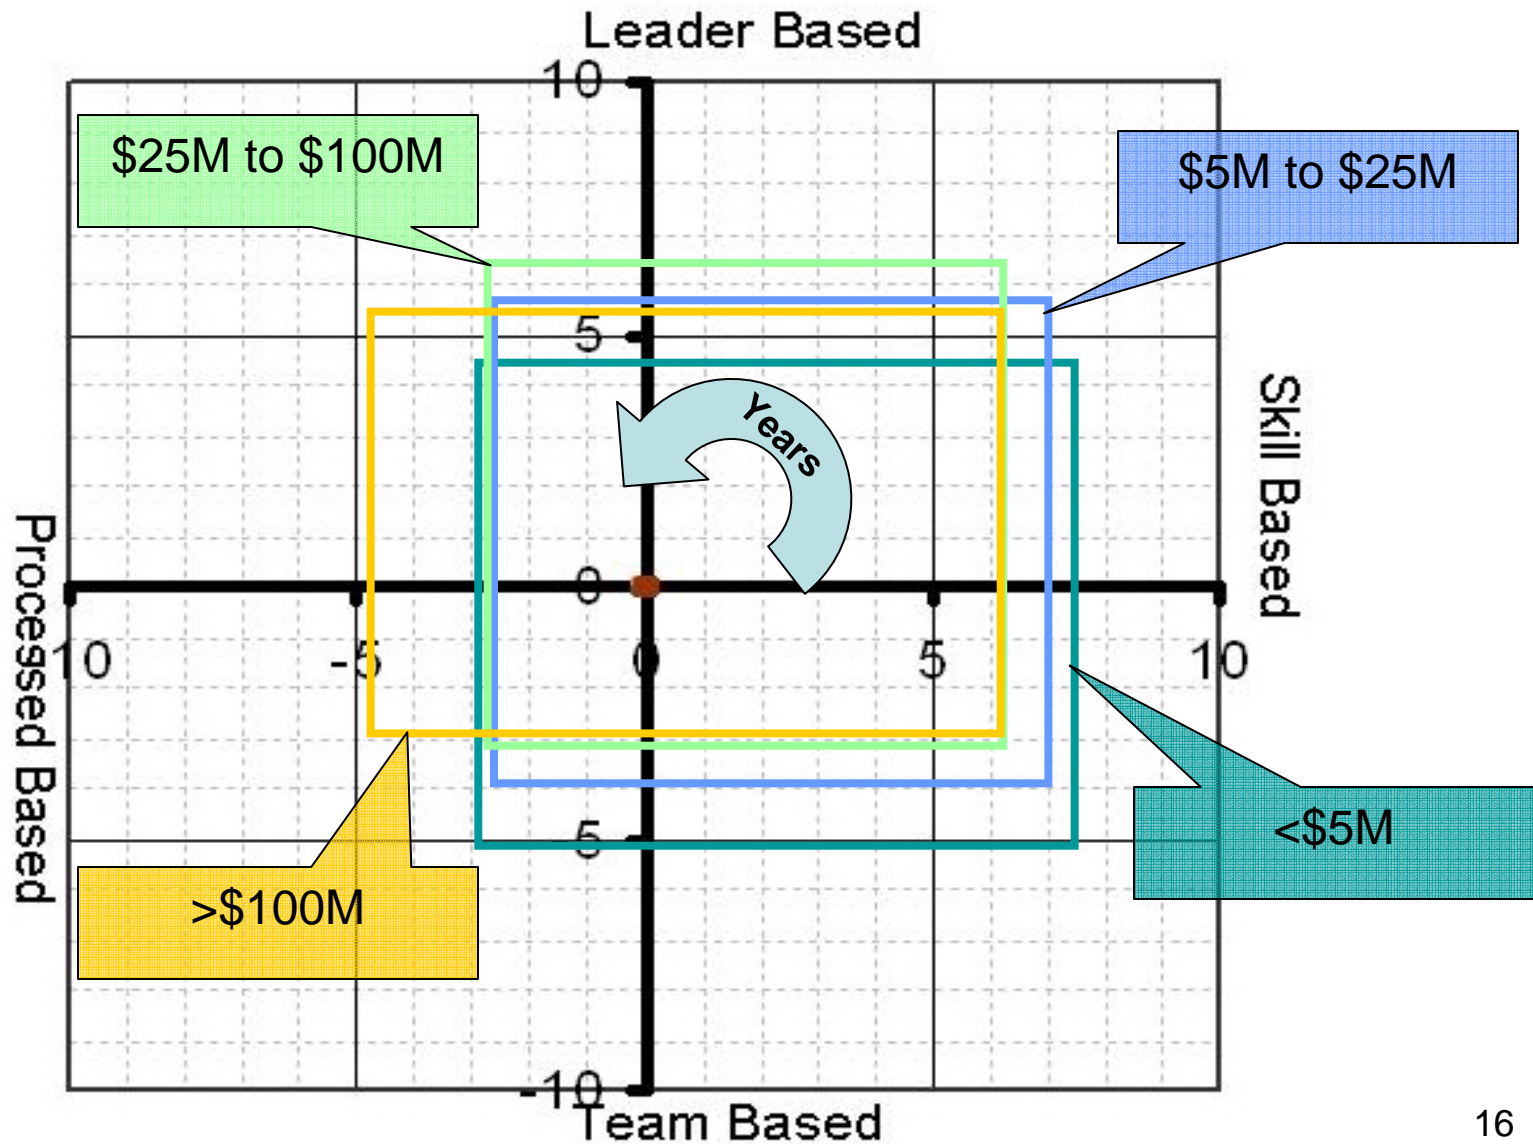 Leader Based
10
$25M to $100M
$5M to $25M
5
Years
Skill Based
Processed Based
0
10
-5
0
5
10
-5
<$5M
>$100M
-10
Team Based
16